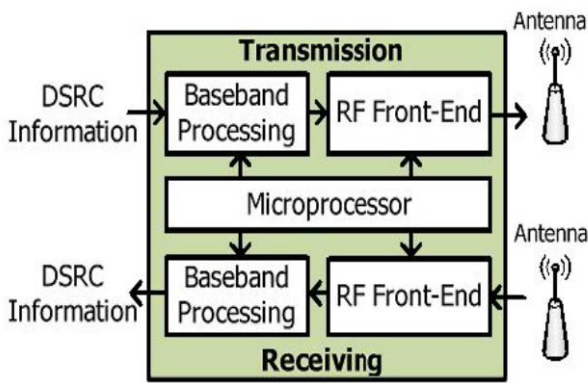 Transmission
Antenna
DSRC
Information
Baseband
Processing
RF Front-End
Microprocessor
Antenna
DSRC
Information
Baseband
Processing
RF Front-End
Receiving